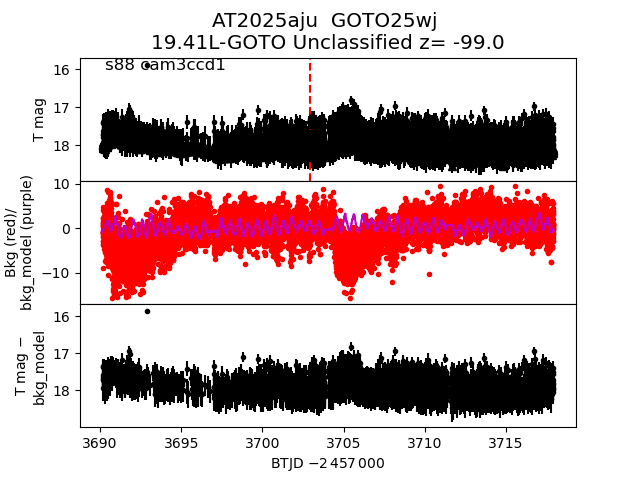 AT2025aju  GOTO25wj
19.41L-GOTO Unclassified z= -99.0
s88 cam3ccd1
T mag
16
17
18
Bkg (red)/
bkg_model (purple)
10
0
−10
T mag −
bkg_model
16
17
18
3690 3695 3700 3705 3710 3715
BTJD −2 457 000